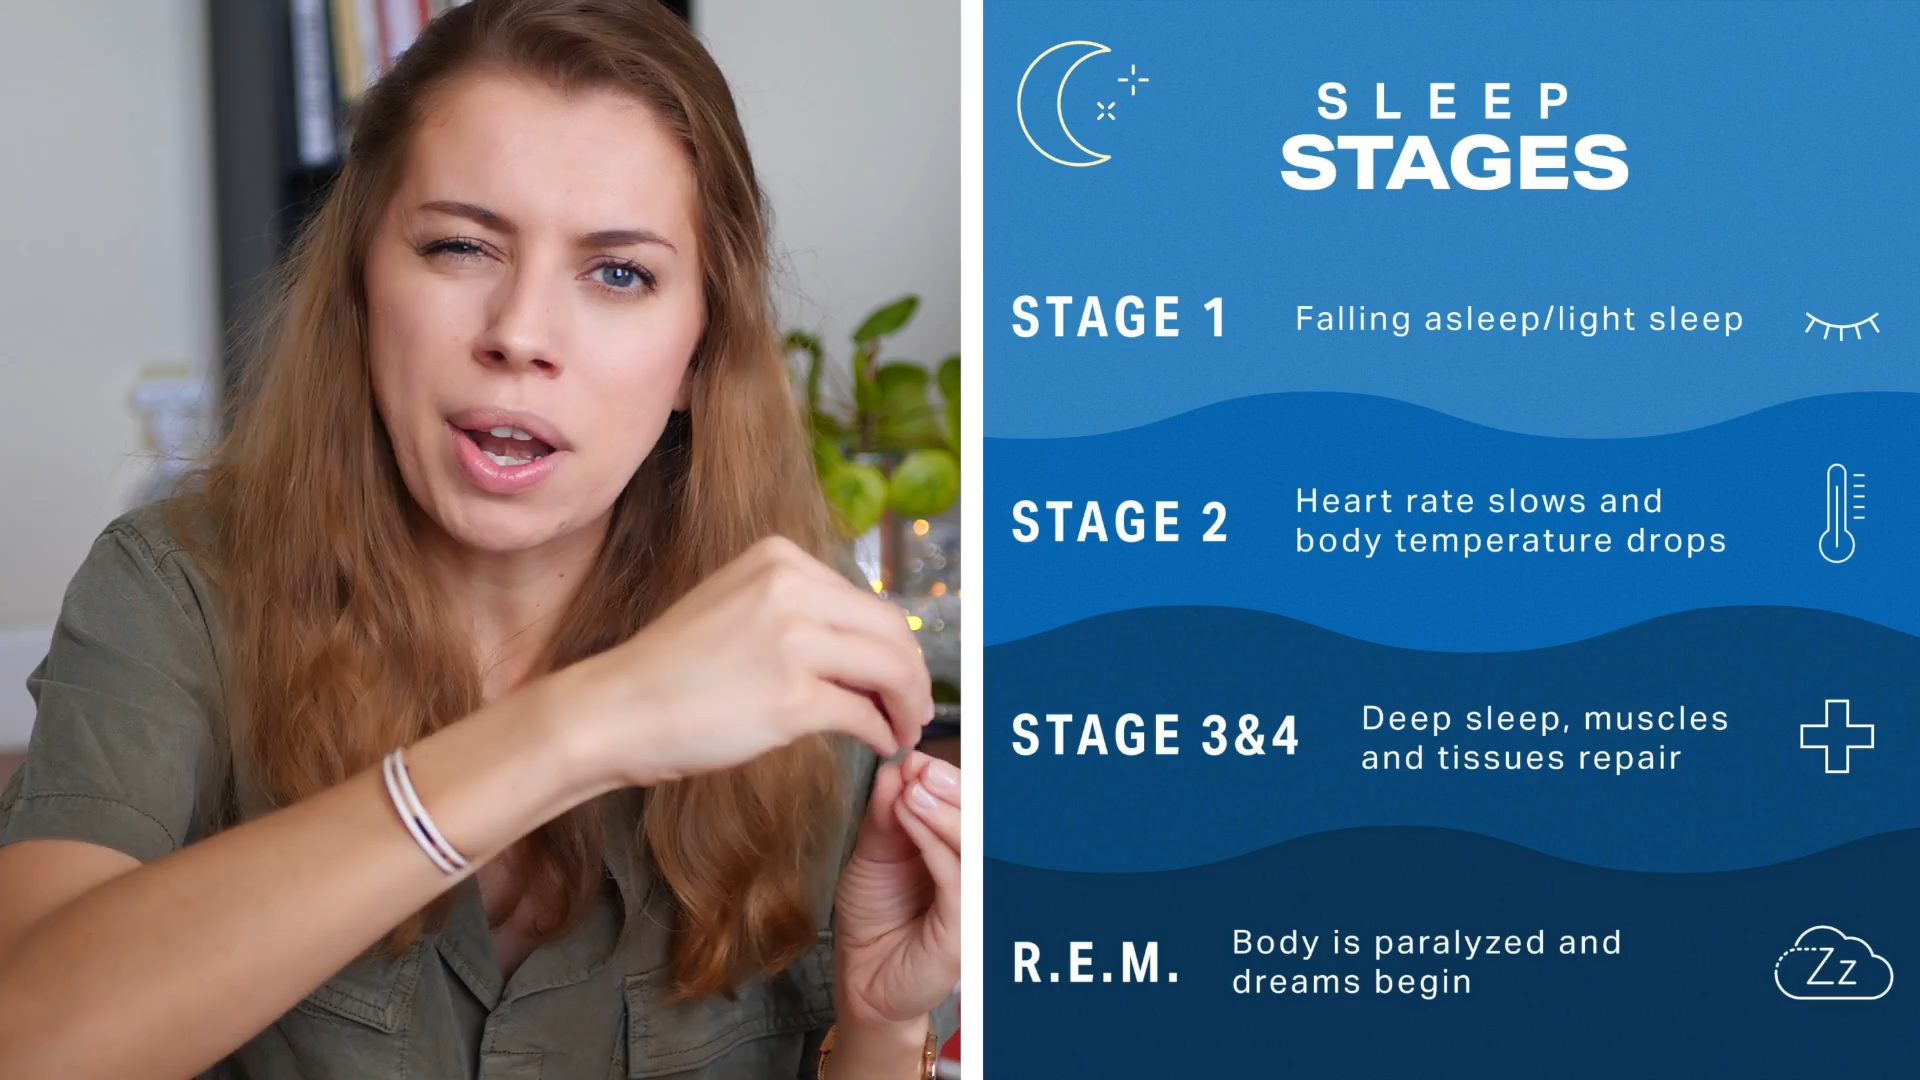 SLEEP
STAGES
STAGE 1
Falling asleep/light sleep
STAGE 2
Heart rate slows and
body temperature drops
STAGE 3&4
Deep sleep, muscles
and tissues repair
R.E.M.
Body is paralyzed and
dreams begin
Zz